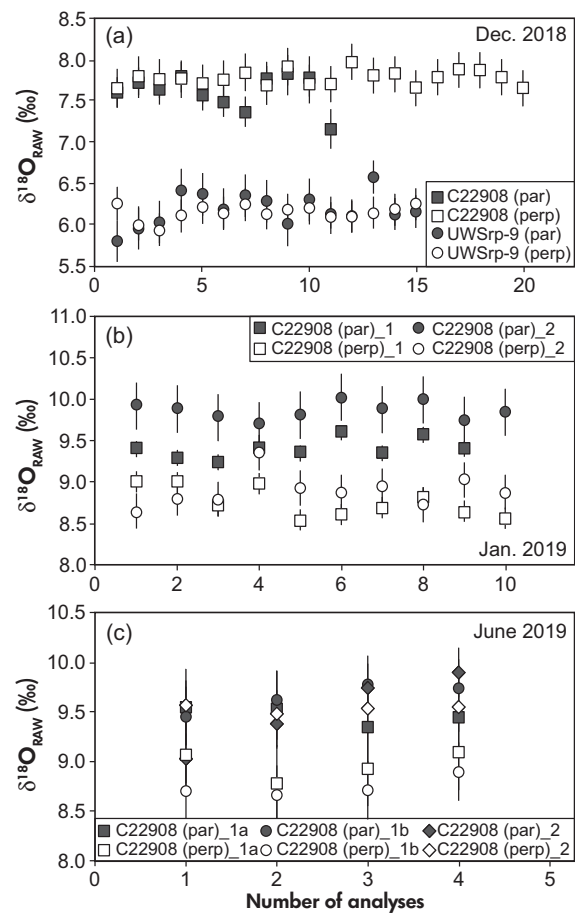 (a)
Dec. 2018
8.5
8.0
7.5
7.0
6.5
6.0
5.5
δ¹⁸O_RAW (‰)
C22908 (par)
C22908 (perp)
UWSrp-9 (par)
UWSrp-9 (perp)
0 5 10 15 20
(b)
11.0
10.5
10.0
9.5
9.0
8.5
8.0
δ¹⁸O_RAW (‰)
C22908 (par)_1 C22908 (par)_2
C22908 (perp)_1 C22908 (perp)_2
Jan. 2019
0 2 4 6 8 10
(c)
June 2019
10.5
10.0
9.5
9.0
8.5
8.0
δ¹⁸O_RAW (‰)
C22908 (par)_1a C22908 (par)_1b C22908 (par)_2
C22908 (perp)_1a C22908 (perp)_1b C22908 (perp)_2
0 1 2 3 4 5
Number of analyses